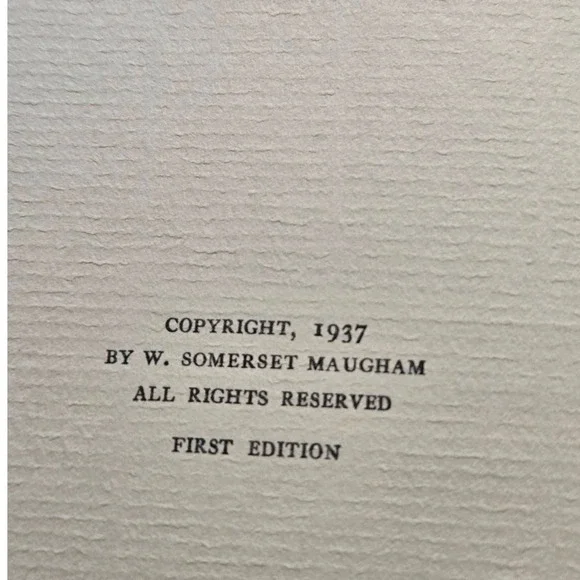 COPYRIGHT, 1937
BY W. SOMERSET MAUGHAM
ALL RIGHTS RESERVED
FIRST EDITION